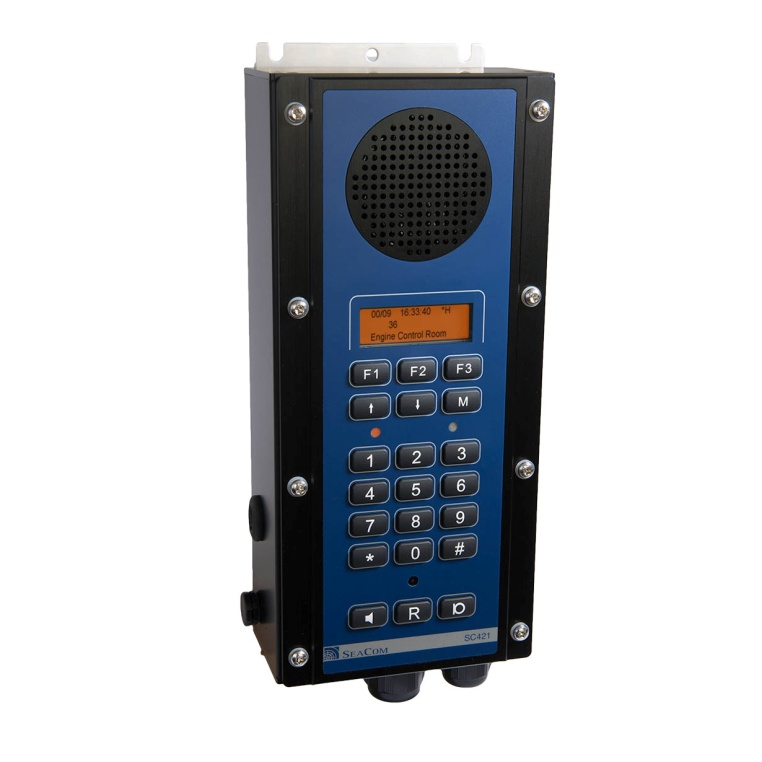 00/09 16:33:40 *H
36
Engine Control Room
F1 F2 F3
↑ ↓ M
1 2 3
4 5 6
7 8 9
* 0 #
R
SC421
SEACOM